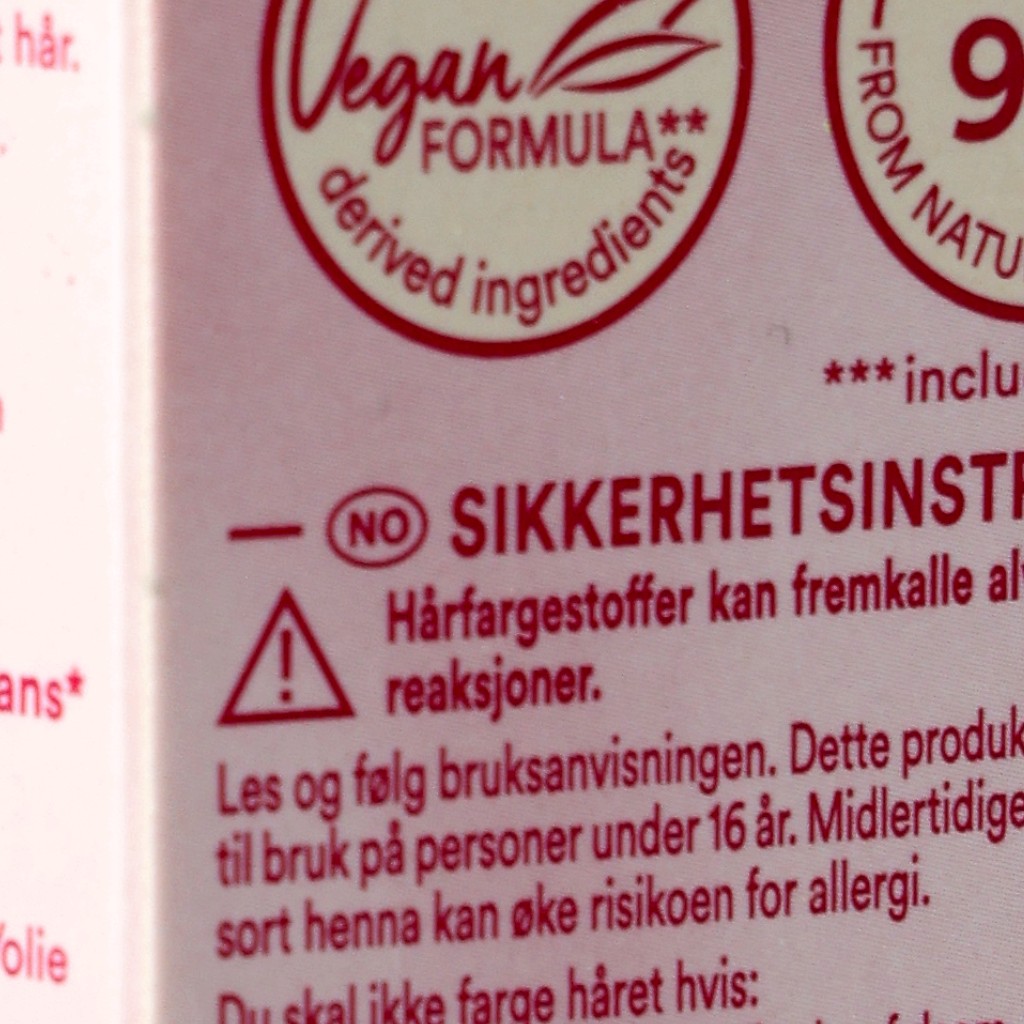 t hår.
Vegan
FORMULA**
derived ingredients
9
FROM NATU
***inclu
— NO SIKKERHETSINSTR
Hårfargestoffer kan fremkalle al
reaksjoner.
ans*
Les og følg bruksanvisningen. Dette produk
til bruk på personer under 16 år. Midlertidige
sort henna kan øke risikoen for allergi.
folie
Du skal ikke farge håret hvis: